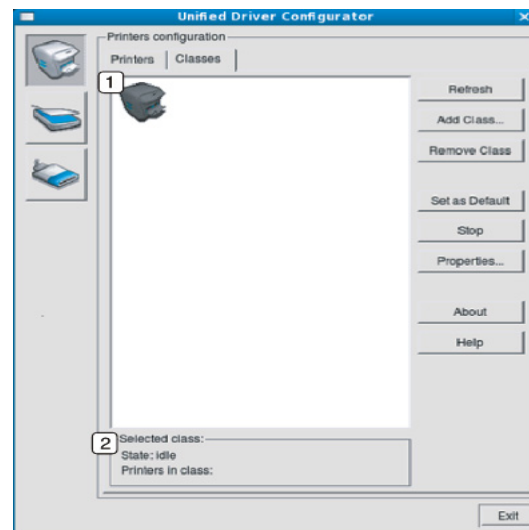 Unified Driver Configurator
Printers configuration
Printers
Classes
1
Refresh
Add Class...
Remove Class
Set as Default
Stop
Properties...
About
Help
2
Selected class:
State: idle
Printers in class:
Exit